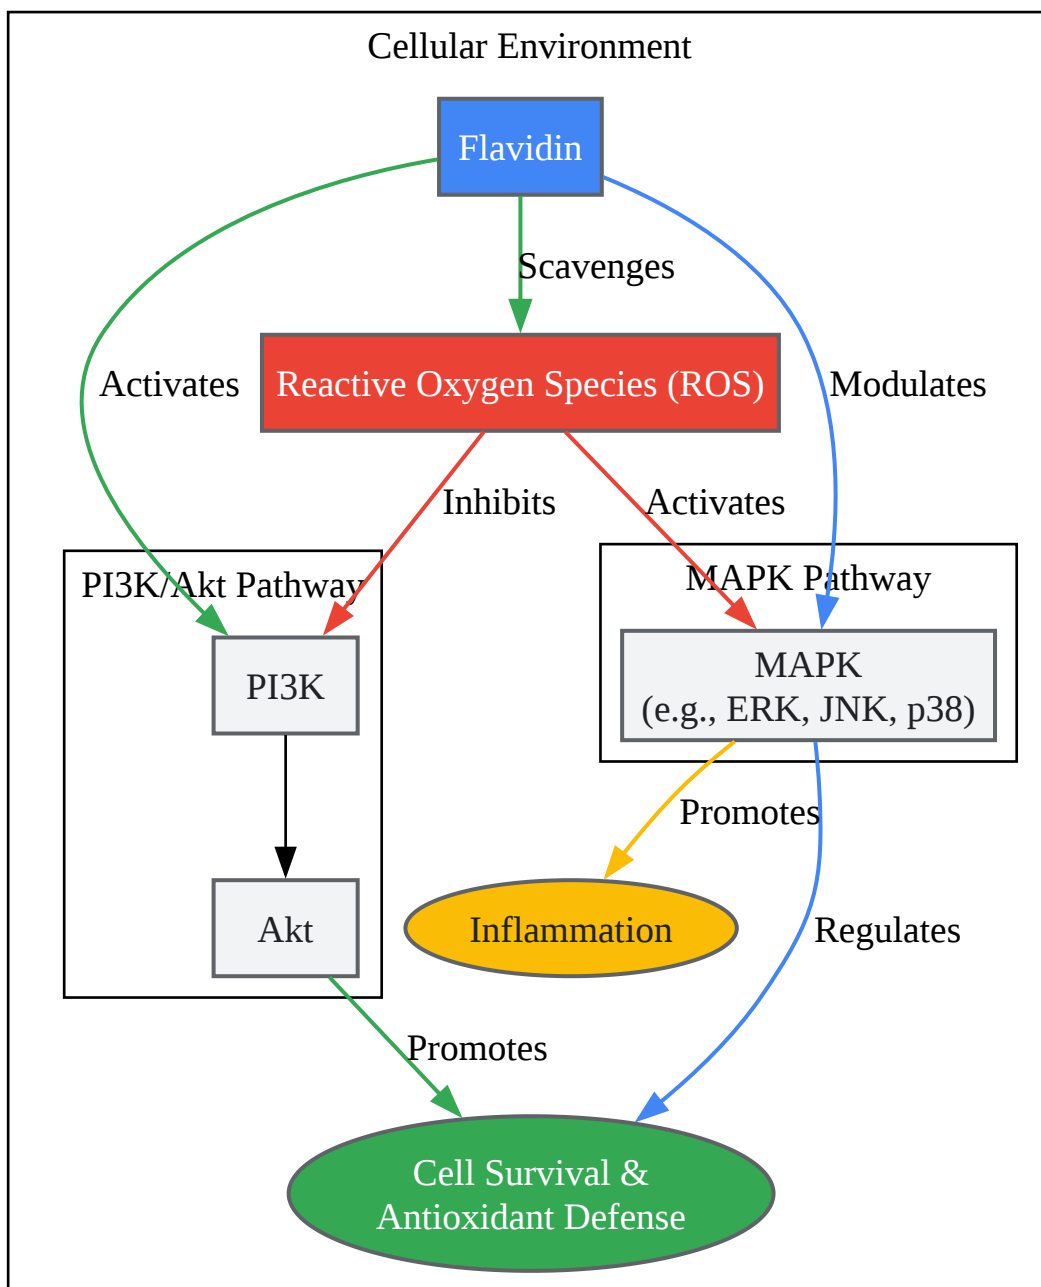 Cellular Environment
Flavidin
Scavenges
Activates
Reactive Oxygen Species (ROS)
Modulates
Inhibits
Activates
PI3K/Akt Pathway
MAPK Pathway
PI3K
MAPK
(e.g., ERK, JNK, p38)
Promotes
Akt
Inflammation
Regulates
Promotes
Cell Survival &
Antioxidant Defense